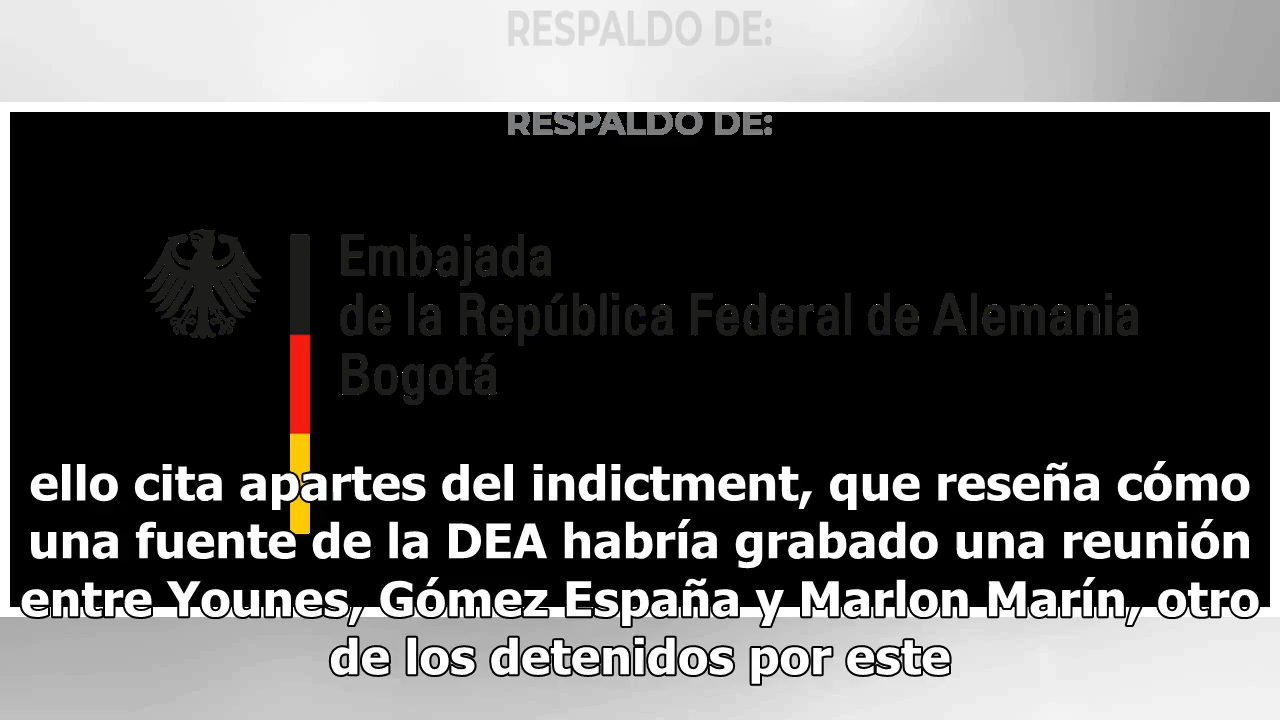 RESPALDO DE:
RESPALDO DE:
Embajada
de la República Federal de Alemania
Bogotá
ello cita apartes del indictment, que reseña cómo
una fuente de la DEA habría grabado una reunión
entre Younes, Gómez España y Marlon Marín, otro
de los detenidos por este